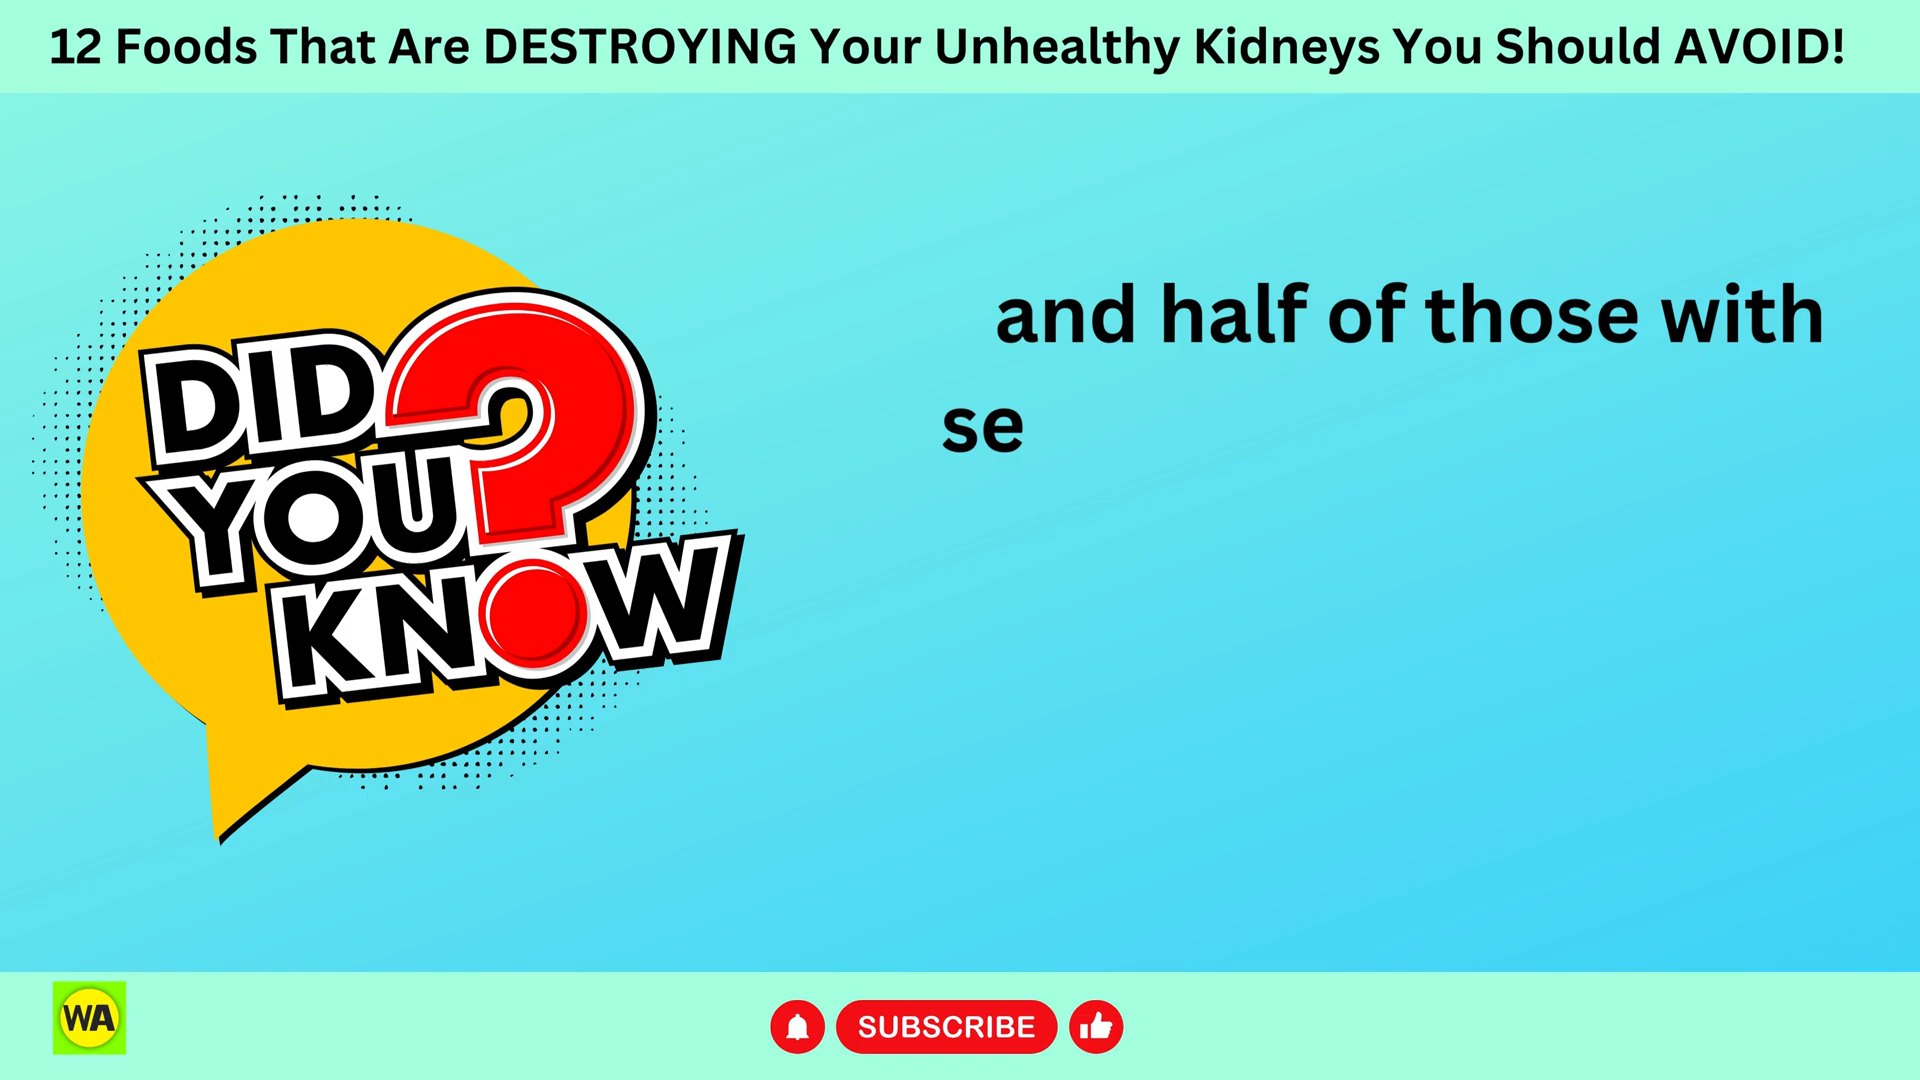 12 Foods That Are DESTROYING Your Unhealthy Kidneys You Should AVOID!
DID
YOU
KNOW
?
and half of those with
se
WA
SUBSCRIBE